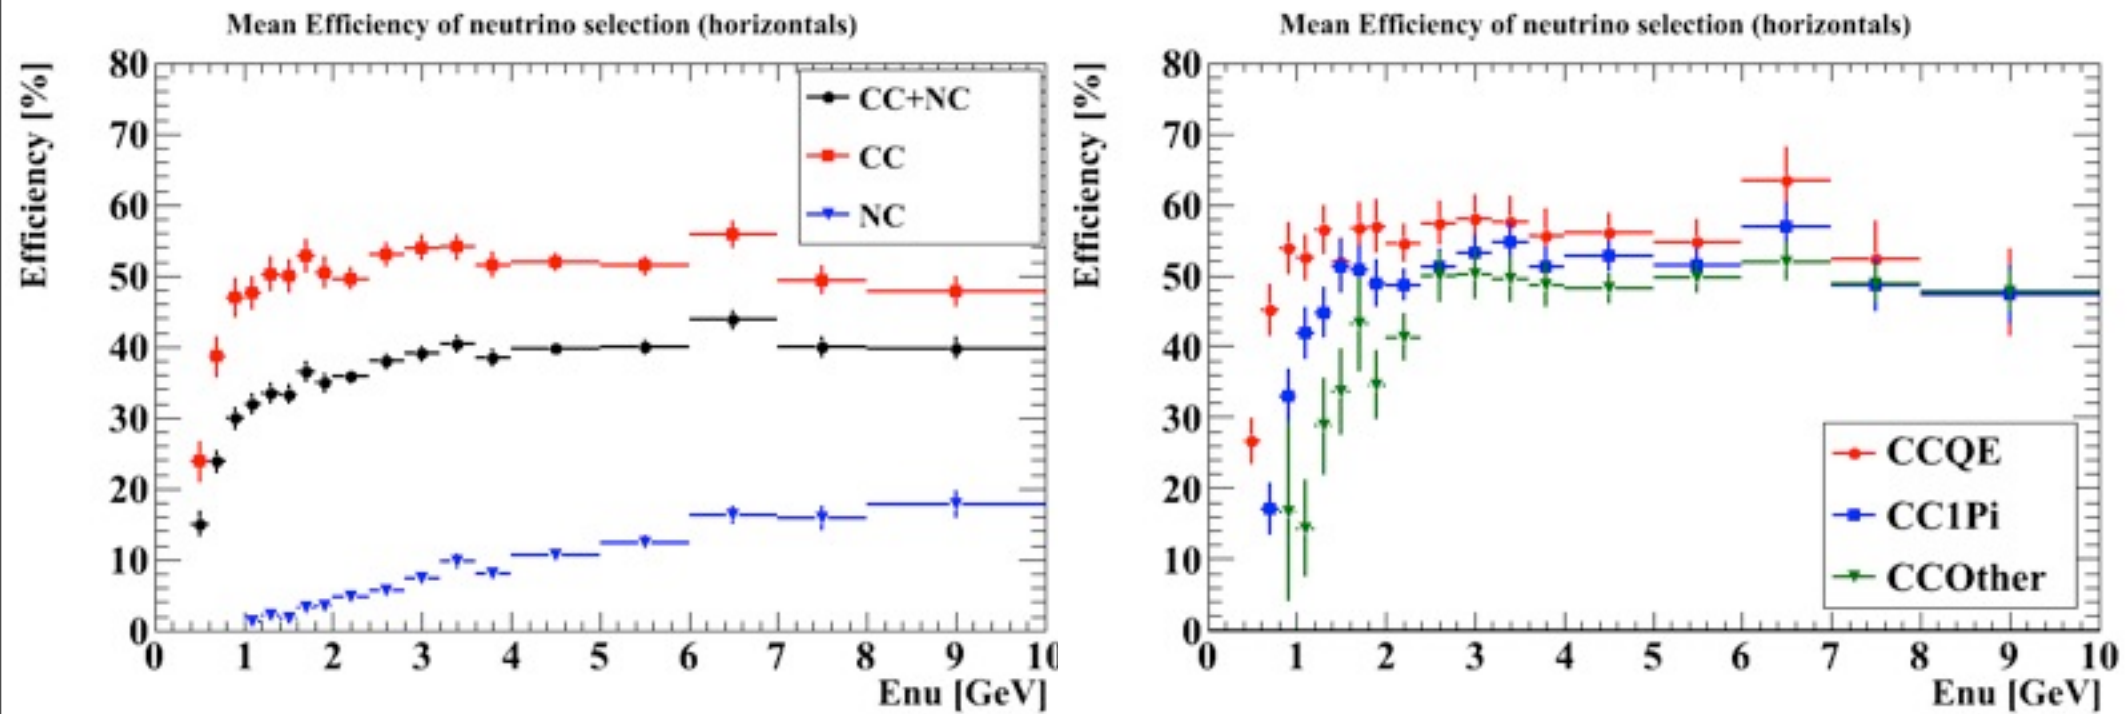 Mean Efficiency of neutrino selection (horizontals)
Efficiency [%]
80
70
60
50
40
30
20
10
0
0 1 2 3 4 5 6 7 8 9 10
Enu [GeV]
CC+NC
CC
NC
Mean Efficiency of neutrino selection (horizontals)
Efficiency [%]
80
70
60
50
40
30
20
10
0
0 1 2 3 4 5 6 7 8 9 10
Enu [GeV]
CCQE
CC1Pi
CCOther